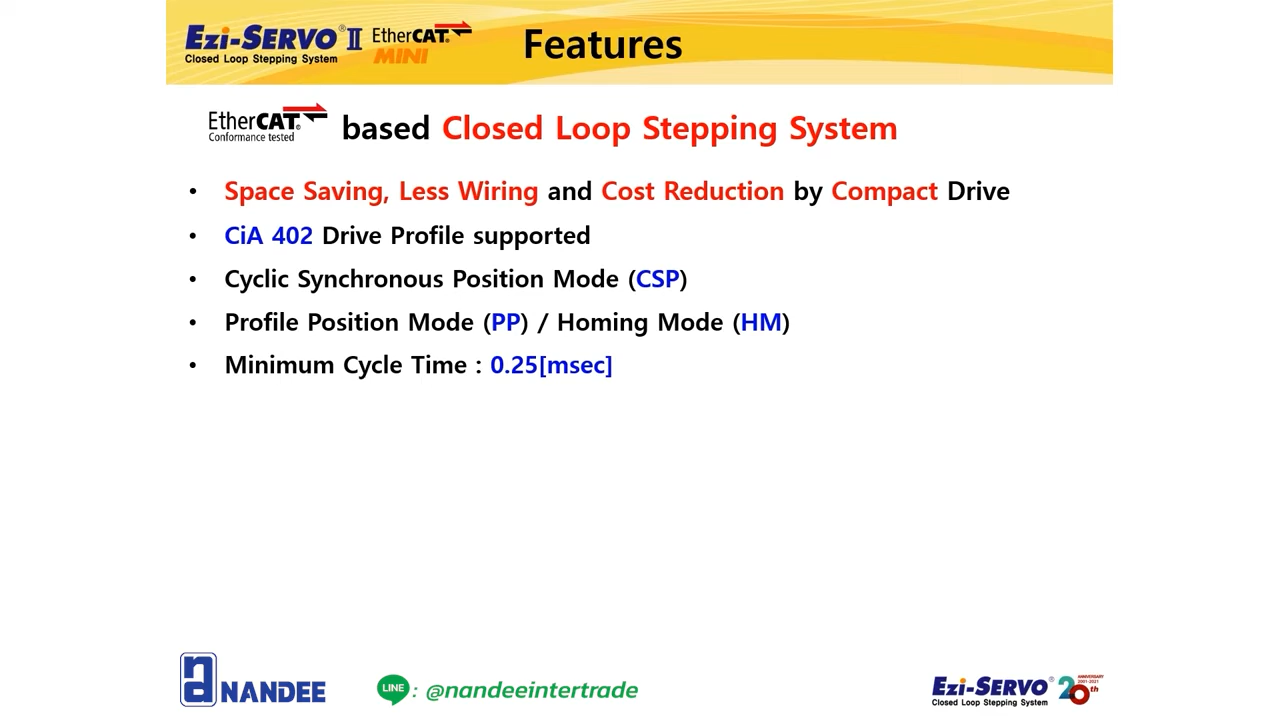 Ezi-SERVO® II EtherCAT® MINI
Closed Loop Stepping System
Features
EtherCAT® based Closed Loop Stepping System
Conformance tested
• Space Saving, Less Wiring and Cost Reduction by Compact Drive
• CiA 402 Drive Profile supported
• Cyclic Synchronous Position Mode (CSP)
• Profile Position Mode (PP) / Homing Mode (HM)
• Minimum Cycle Time : 0.25[msec]
NANDEE
LINE : @nandeeintertrade
Ezi-SERVO® 20th
ANNIVERSARY
2001-2021
Closed Loop Stepping System